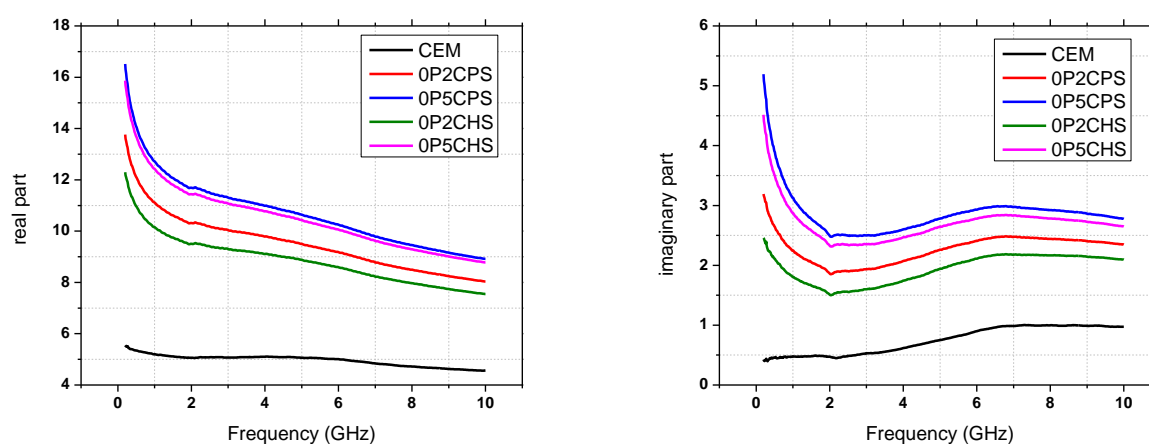 18
16
14
12
10
8
6
4
real part
CEM
0P2CPS
0P5CPS
0P2CHS
0P5CHS
0 2 4 6 8 10
Frequency (GHz)
6
5
4
3
2
1
0
imaginary part
CEM
0P2CPS
0P5CPS
0P2CHS
0P5CHS
0 2 4 6 8 10
Frequency (GHz)